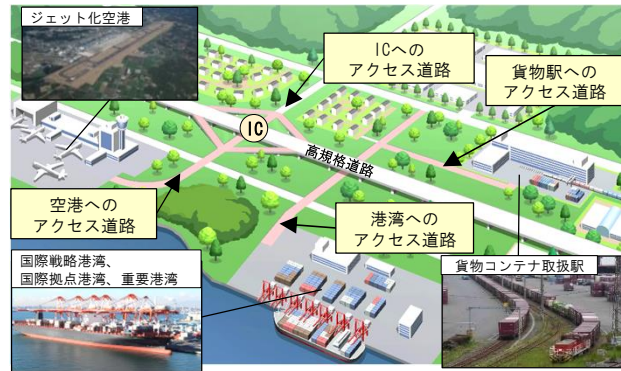 ジェット化空港
ICへの
アクセス道路
貨物駅への
アクセス道路
IC
高規格道路
空港への
アクセス道路
港湾への
アクセス道路
国際戦略港湾、
国際拠点港湾、重要港湾
貨物コンテナ取扱駅